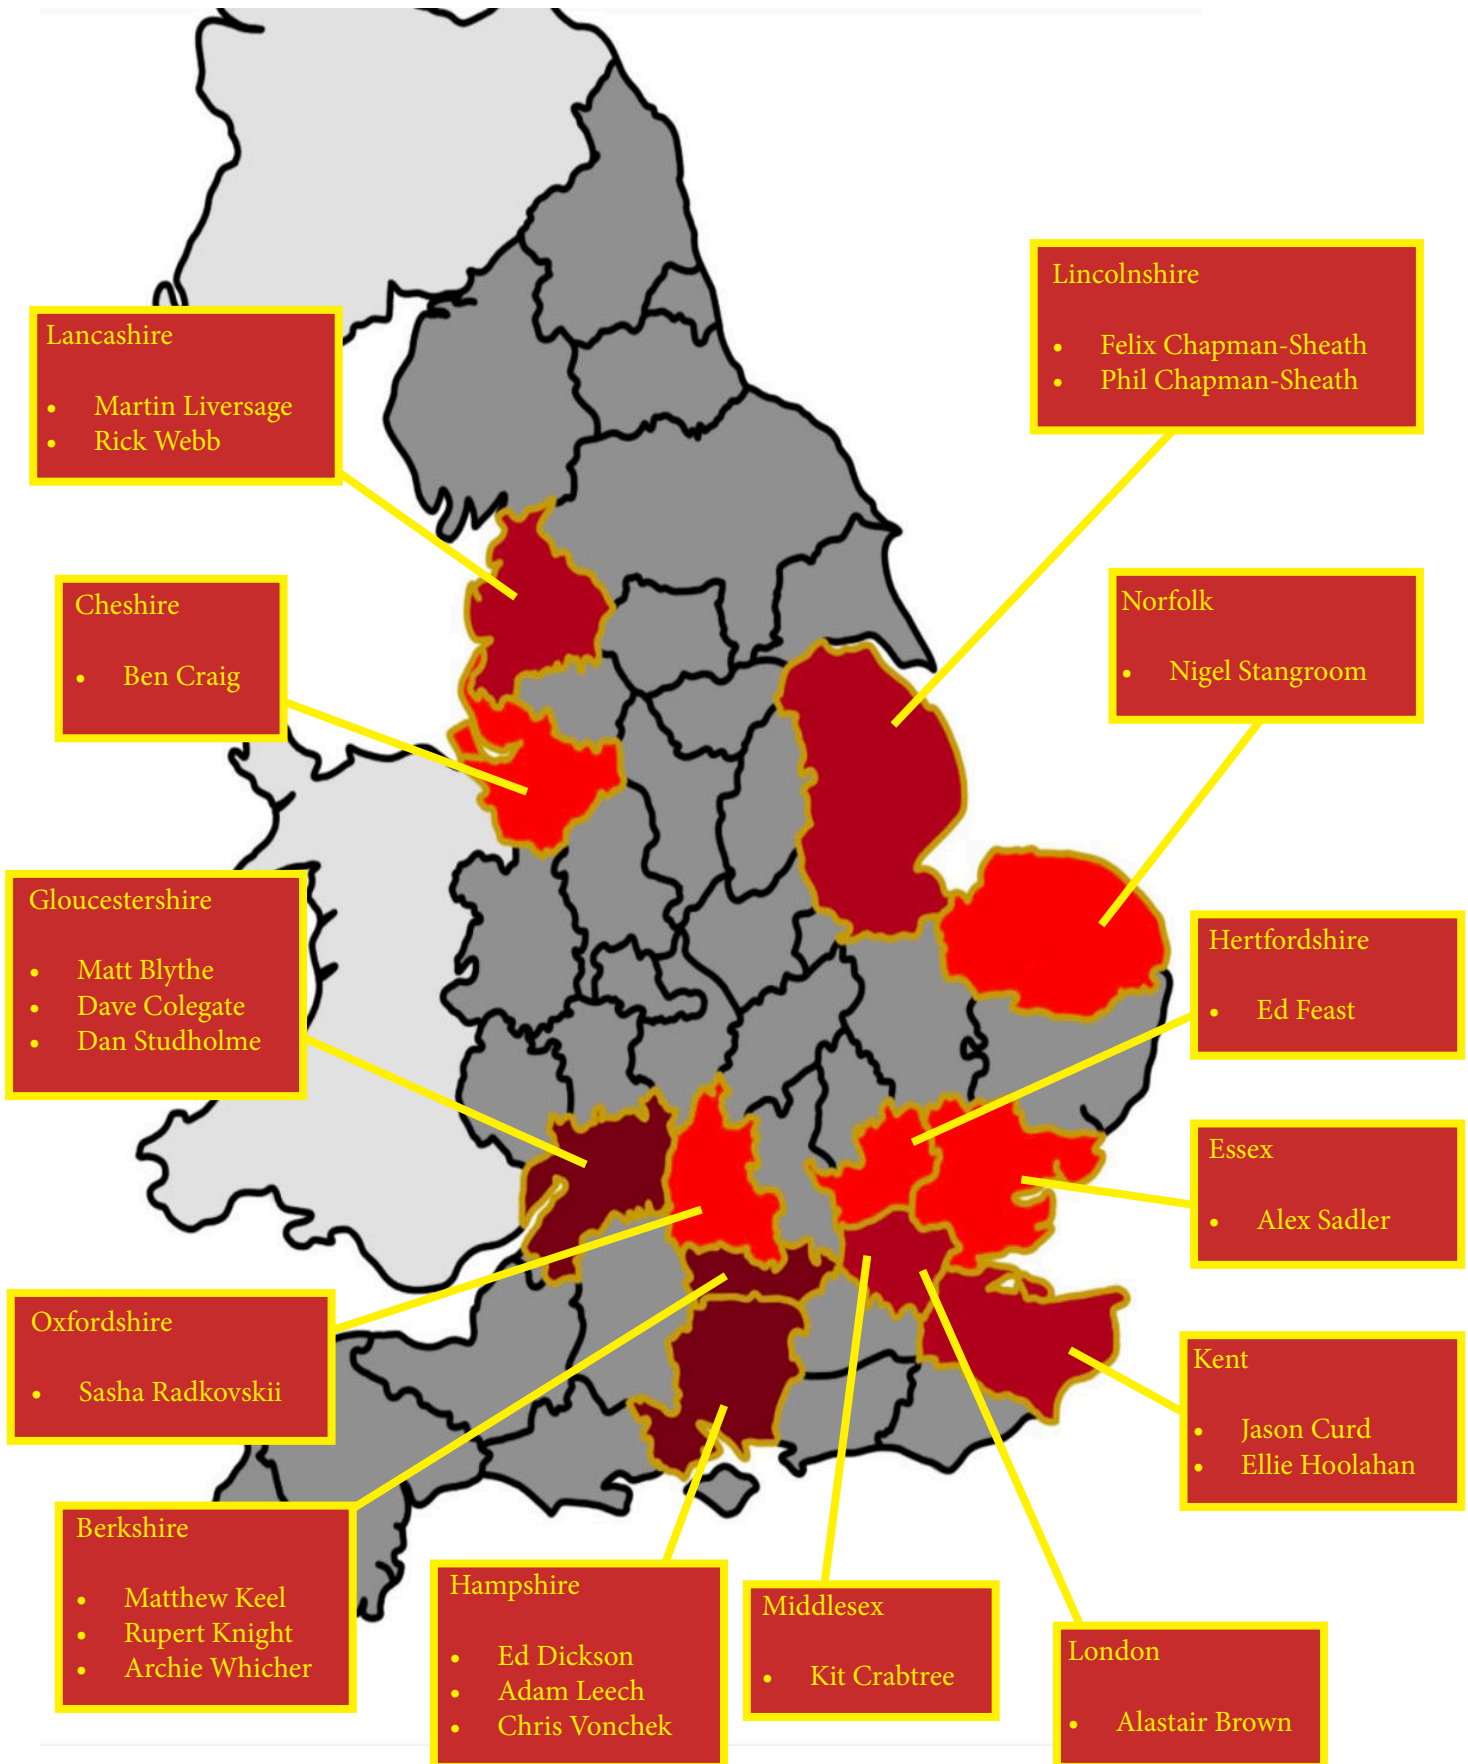 Lincolnshire
• Felix Chapman-Sheath
• Phil Chapman-Sheath
Lancashire
• Martin Liversage
• Rick Webb
Cheshire
• Ben Craig
Norfolk
• Nigel Stangroom
Gloucestershire
• Matt Blythe
• Dave Colegate
• Dan Studholme
Hertfordshire
• Ed Feast
Essex
• Alex Sadler
Oxfordshire
• Sasha Radkovskii
Kent
• Jason Curd
• Ellie Hoolahan
Berkshire
• Matthew Keel
• Rupert Knight
• Archie Whicher
Hampshire
• Ed Dickson
• Adam Leech
• Chris Vonchek
Middlesex
• Kit Crabtree
London
• Alastair Brown